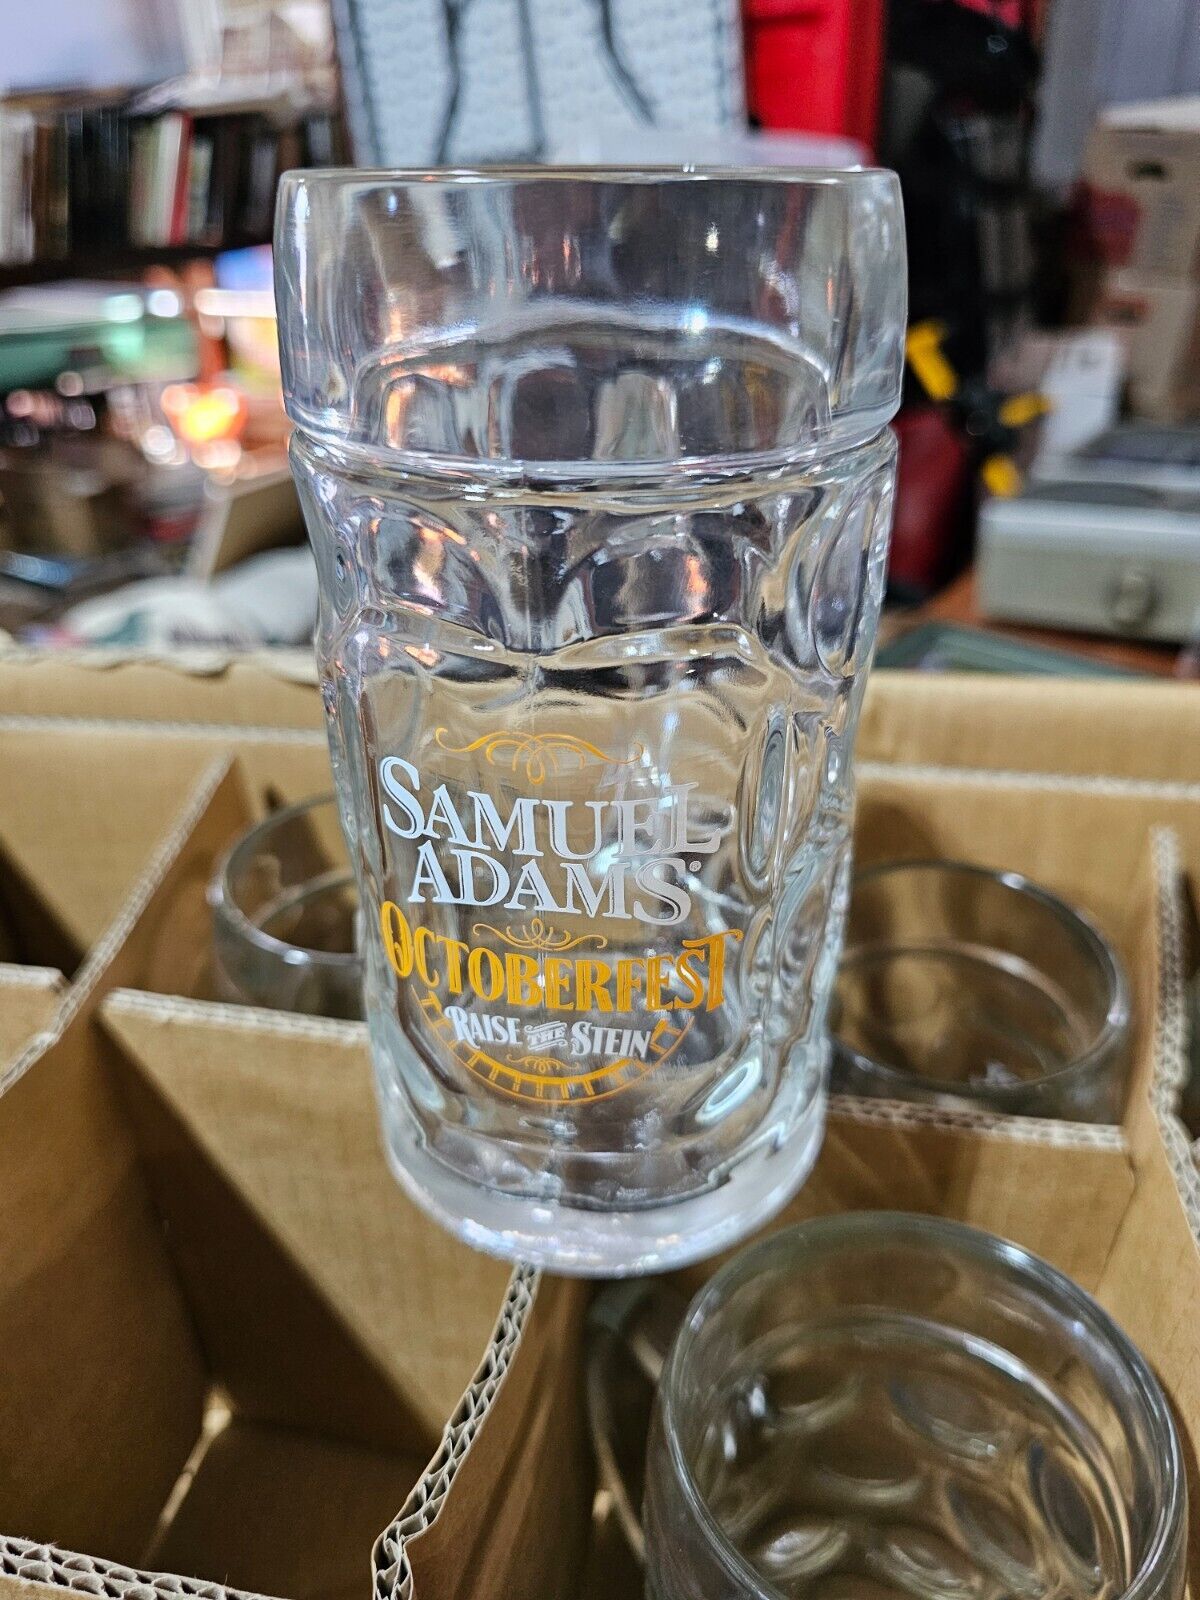 SAMUEL
ADAMS®
OCTOBERFEST
RAISE THE STEIN